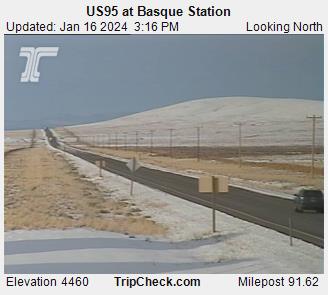 US95 at Basque Station
Updated: Jan 16 2024 3:16 PM Looking North
Elevation 4460 TripCheck.com Milepost 91.62